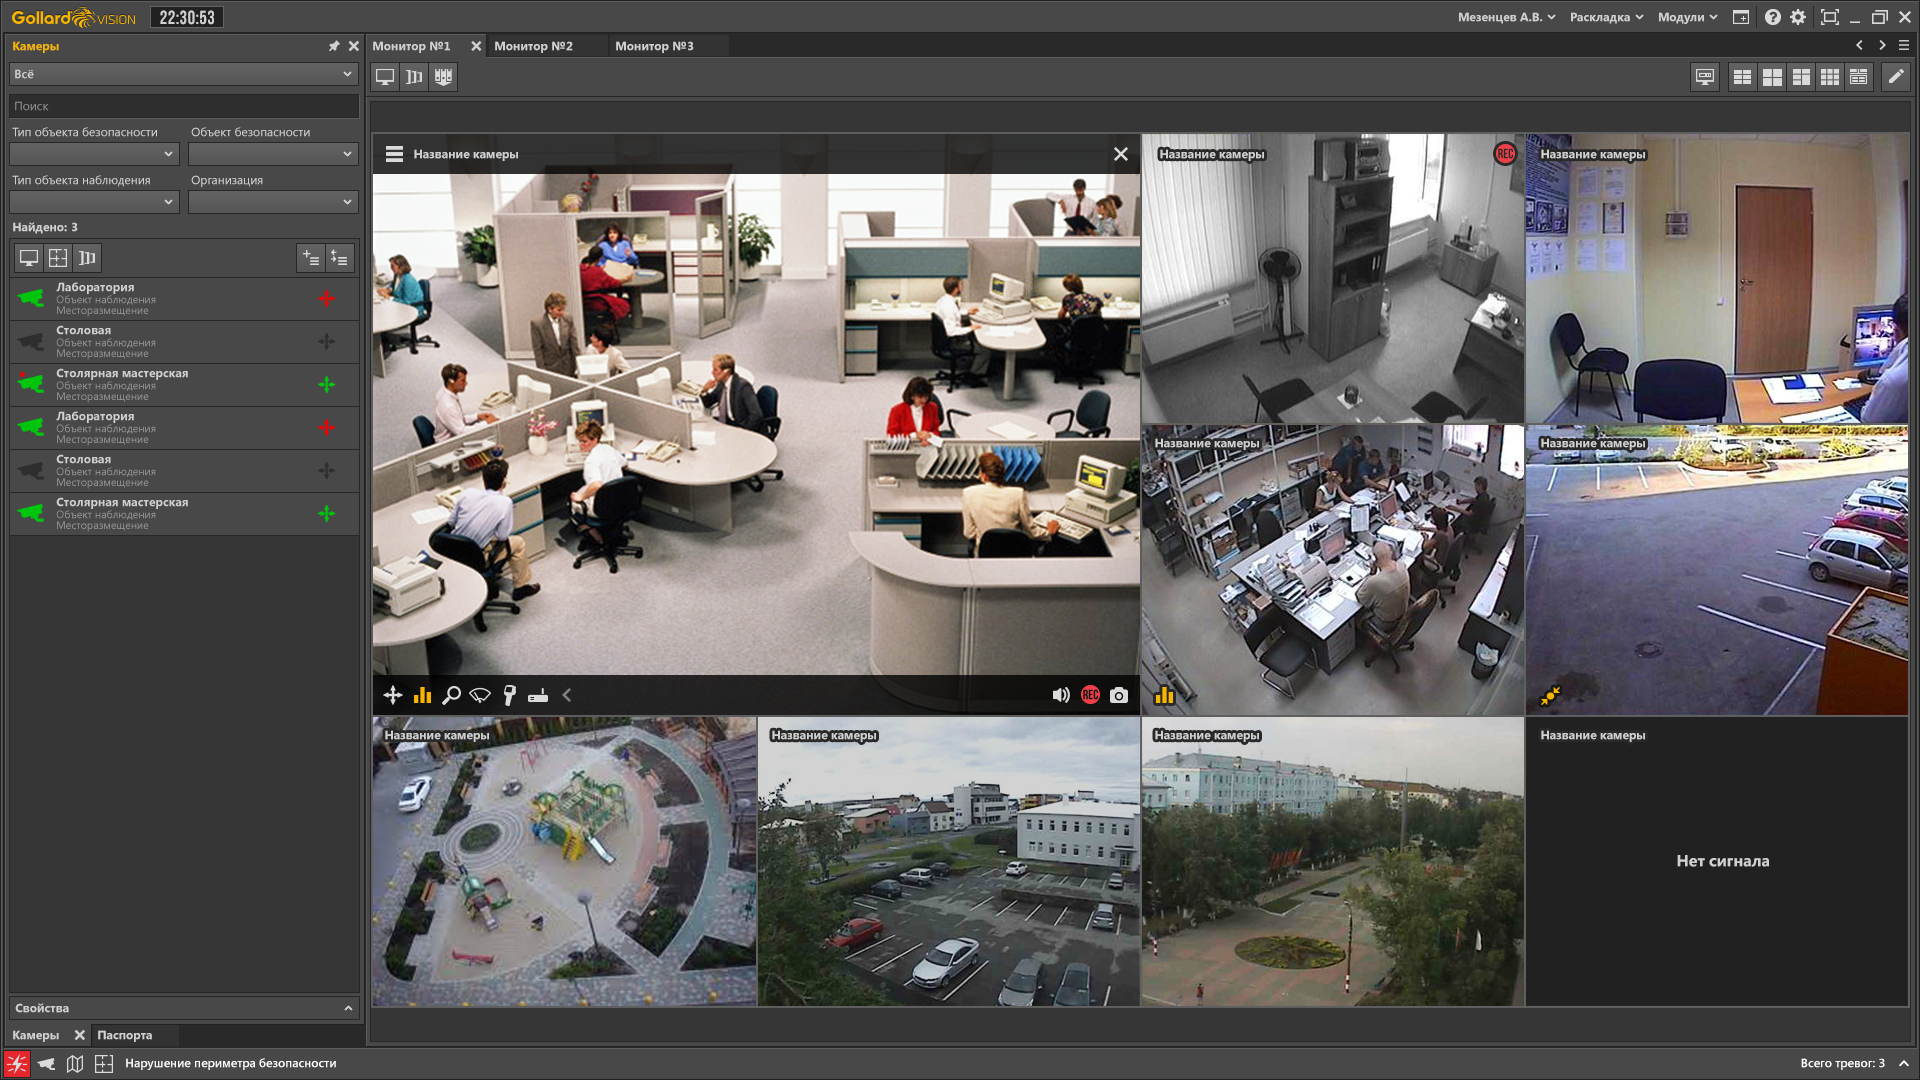 Gollard VISION
22:30:53
Мезенцев А.В.
Раскладка
Модули
Камеры
Всё
Поиск
Тип объекта безопасности
Объект безопасности
Тип объекта наблюдения
Организация
Найдено: 3
Лаборатория
Объект наблюдения
Месторазмещение
Столовая
Объект наблюдения
Месторазмещение
Столярная мастерская
Объект наблюдения
Месторазмещение
Лаборатория
Объект наблюдения
Месторазмещение
Столовая
Объект наблюдения
Месторазмещение
Столярная мастерская
Объект наблюдения
Месторазмещение
Свойства
Камеры
Паспорта
Монитор №1
Монитор №2
Монитор №3
Название камеры
Название камеры
REC
Название камеры
Название камеры
Название камеры
REC
Название камеры
Название камеры
Название камеры
Название камеры
Нет сигнала
Нарушение периметра безопасности
Всего тревог: 3